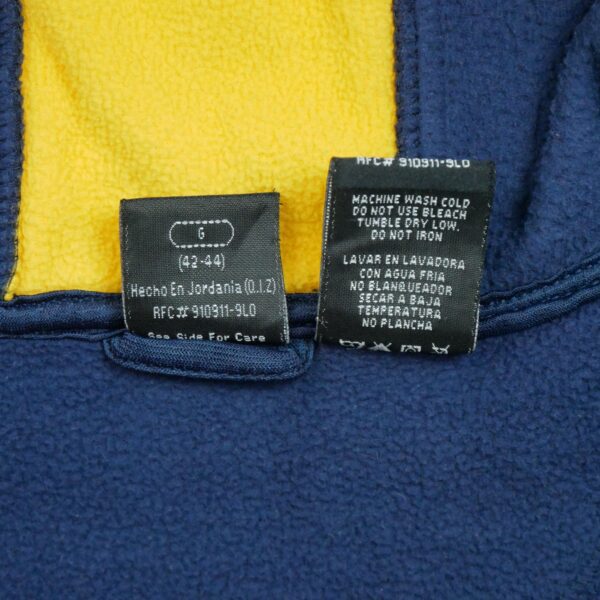 G
(42-44)
Hecho En Jordania (Q.I.Z)
RFC# 910911-9L0
See Side For Care
RFC# 910911-9L0
MACHINE WASH COLD
DO NOT USE BLEACH
TUMBLE DRY LOW.
DO NOT IRON
LAVAR EN LAVADORA
CON AGUA FRIA
NO BLANQUEADOR
SECAR A BAJA
TEMPERATURA
NO PLANCHA